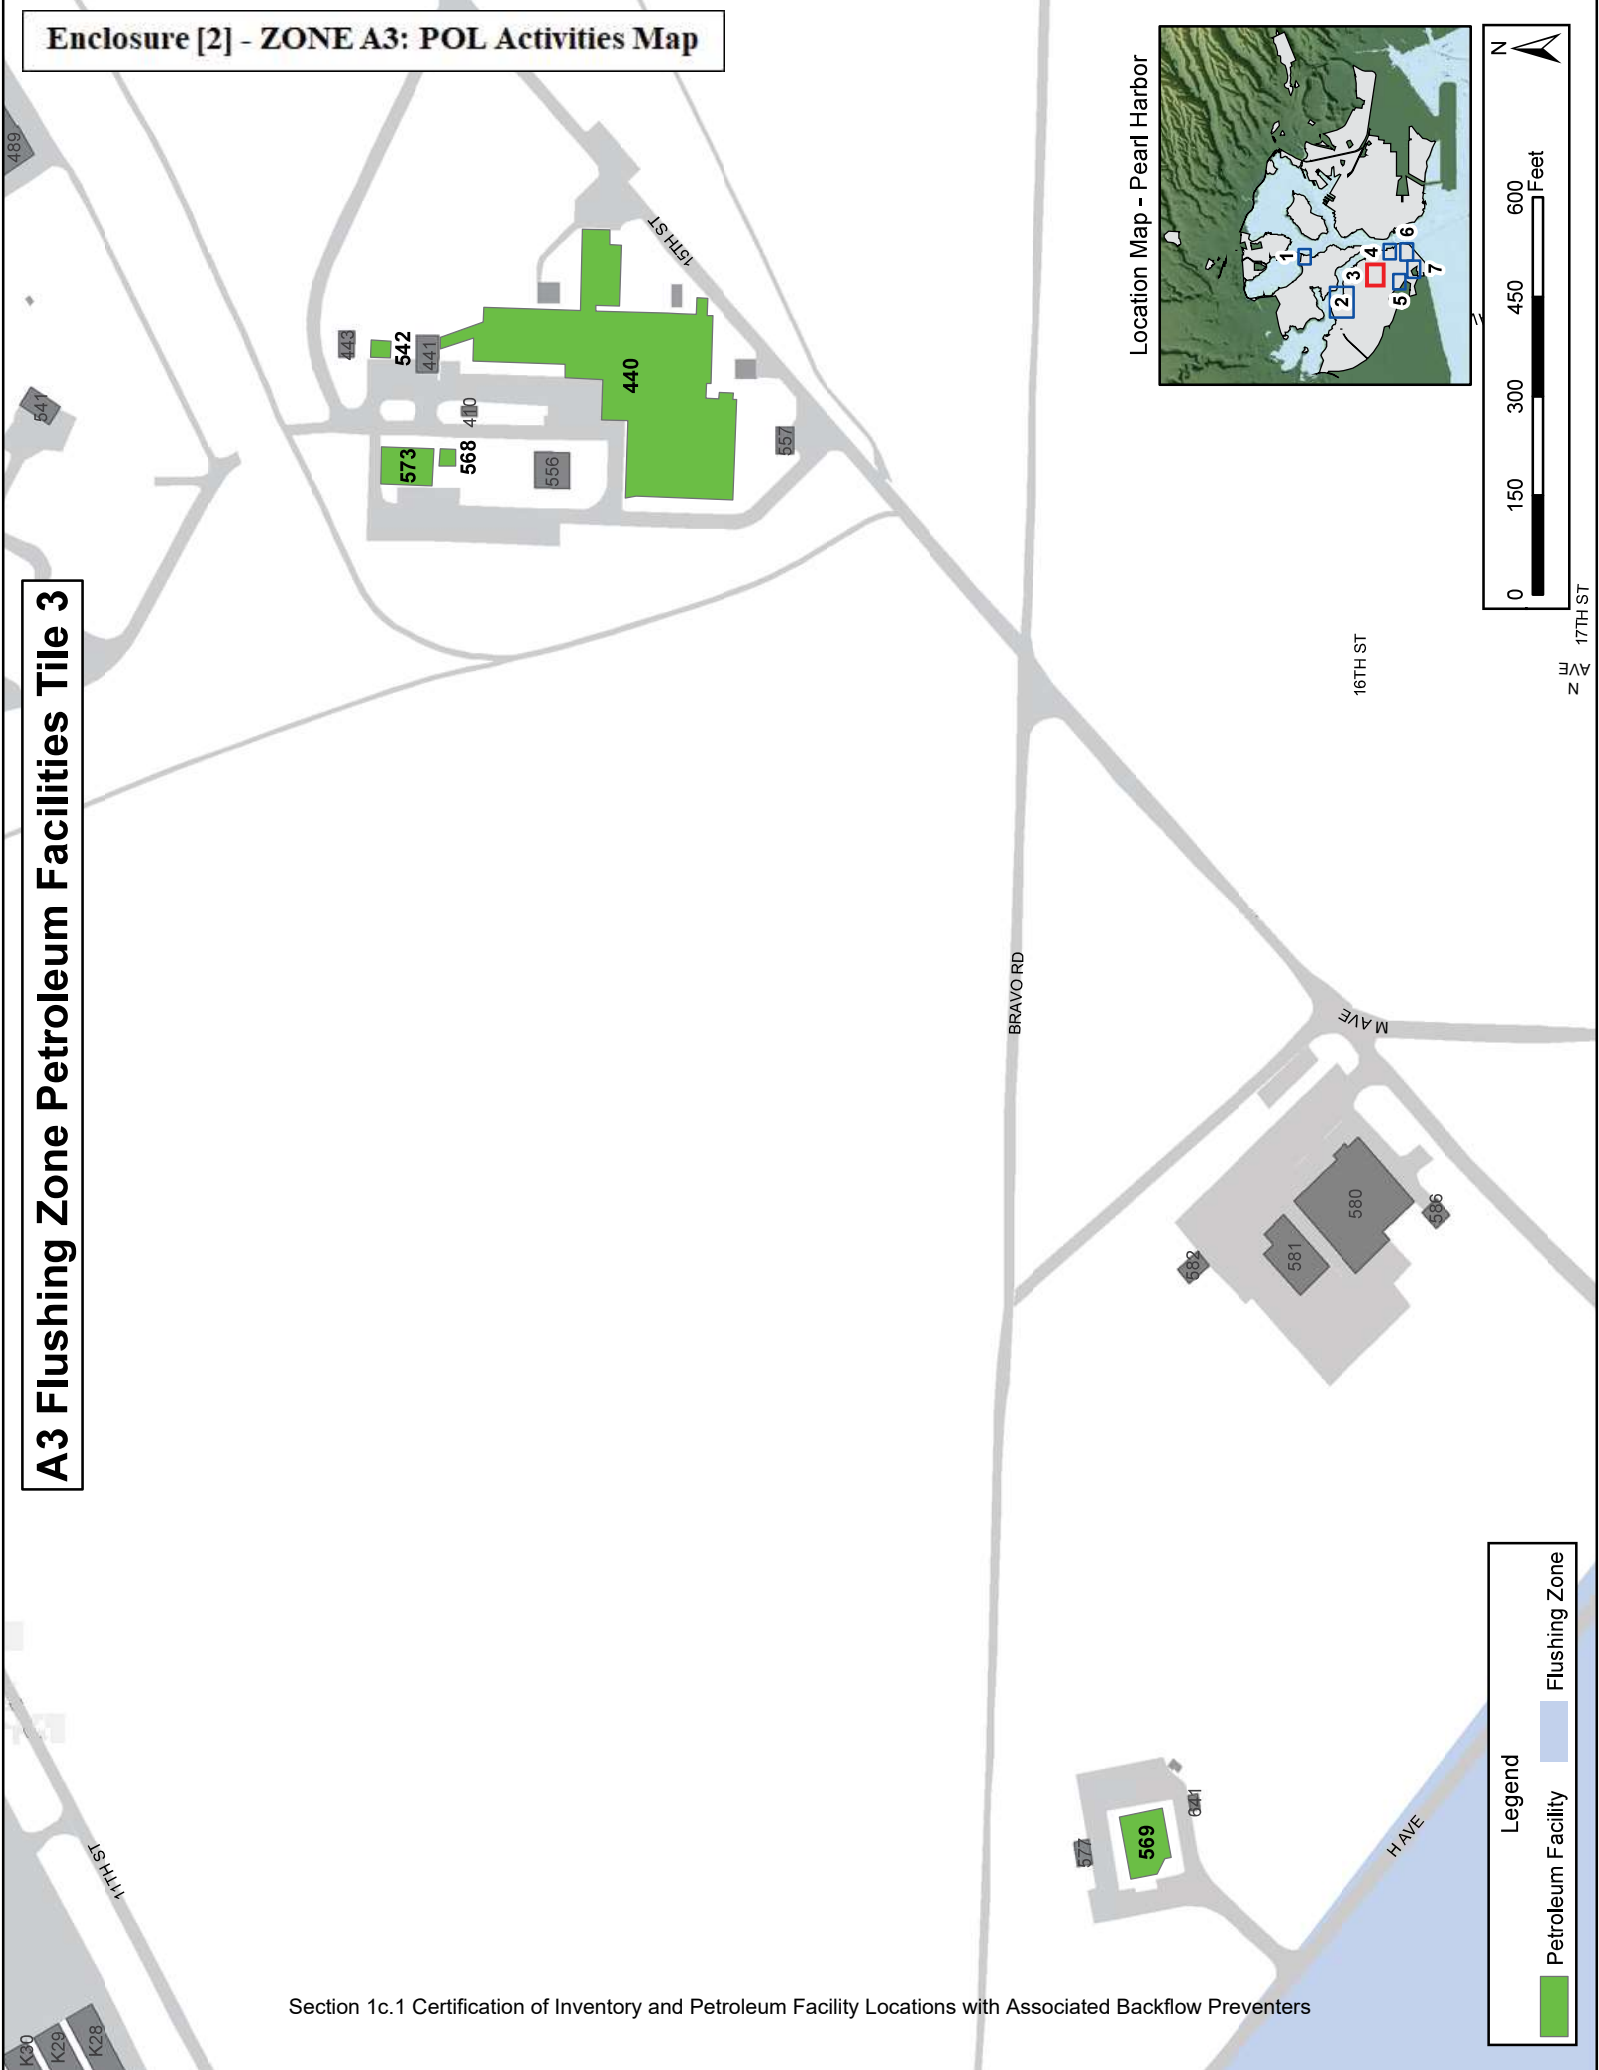 Enclosure [2] - ZONE A3: POL Activities Map
A3 Flushing Zone Petroleum Facilities Tile 3
Location Map - Pearl Harbor
1
2
3
4
5
6
7
N
0 150 300 450 600
Feet
489
541
443
542
441
410
440
573
568
556
557
15TH ST
BRAVO RD
16TH ST
17TH ST
N AVE
M AVE
580
581
582
586
577
569
641
H AVE
11TH ST
K30
K29
K28
Legend
Petroleum Facility
Flushing Zone
Section 1c.1 Certification of Inventory and Petroleum Facility Locations with Associated Backflow Preventers